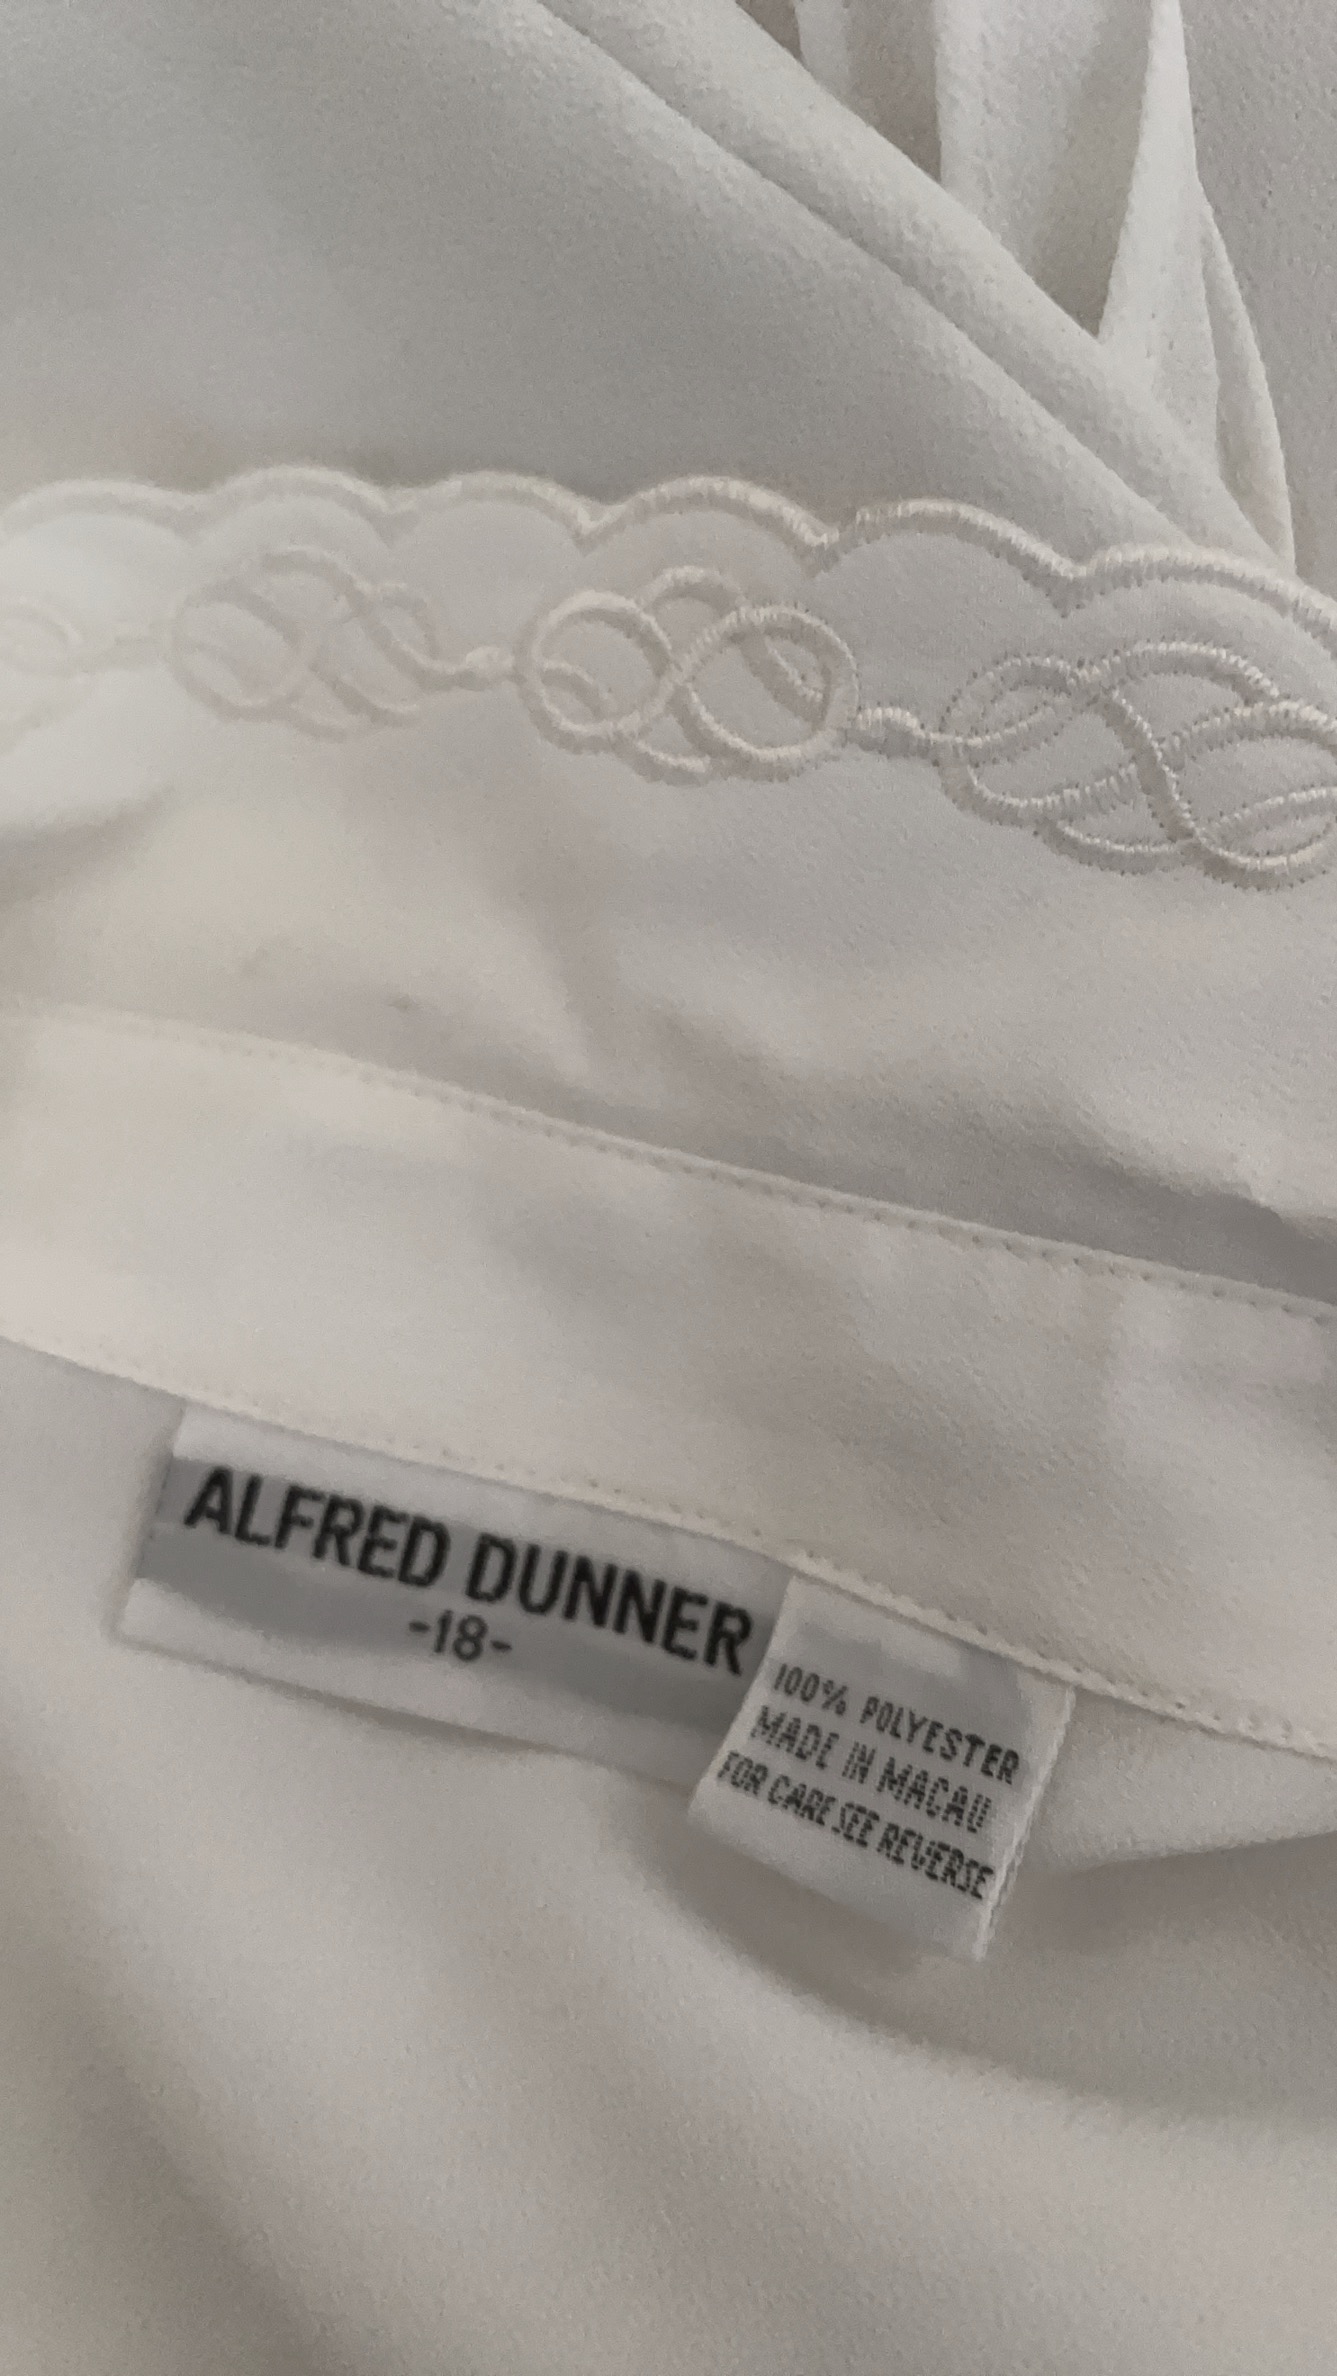 ALFRED DUNNER
-18-
100% POLYESTER
MADE IN MACAU
FOR CARE SEE REVERSE